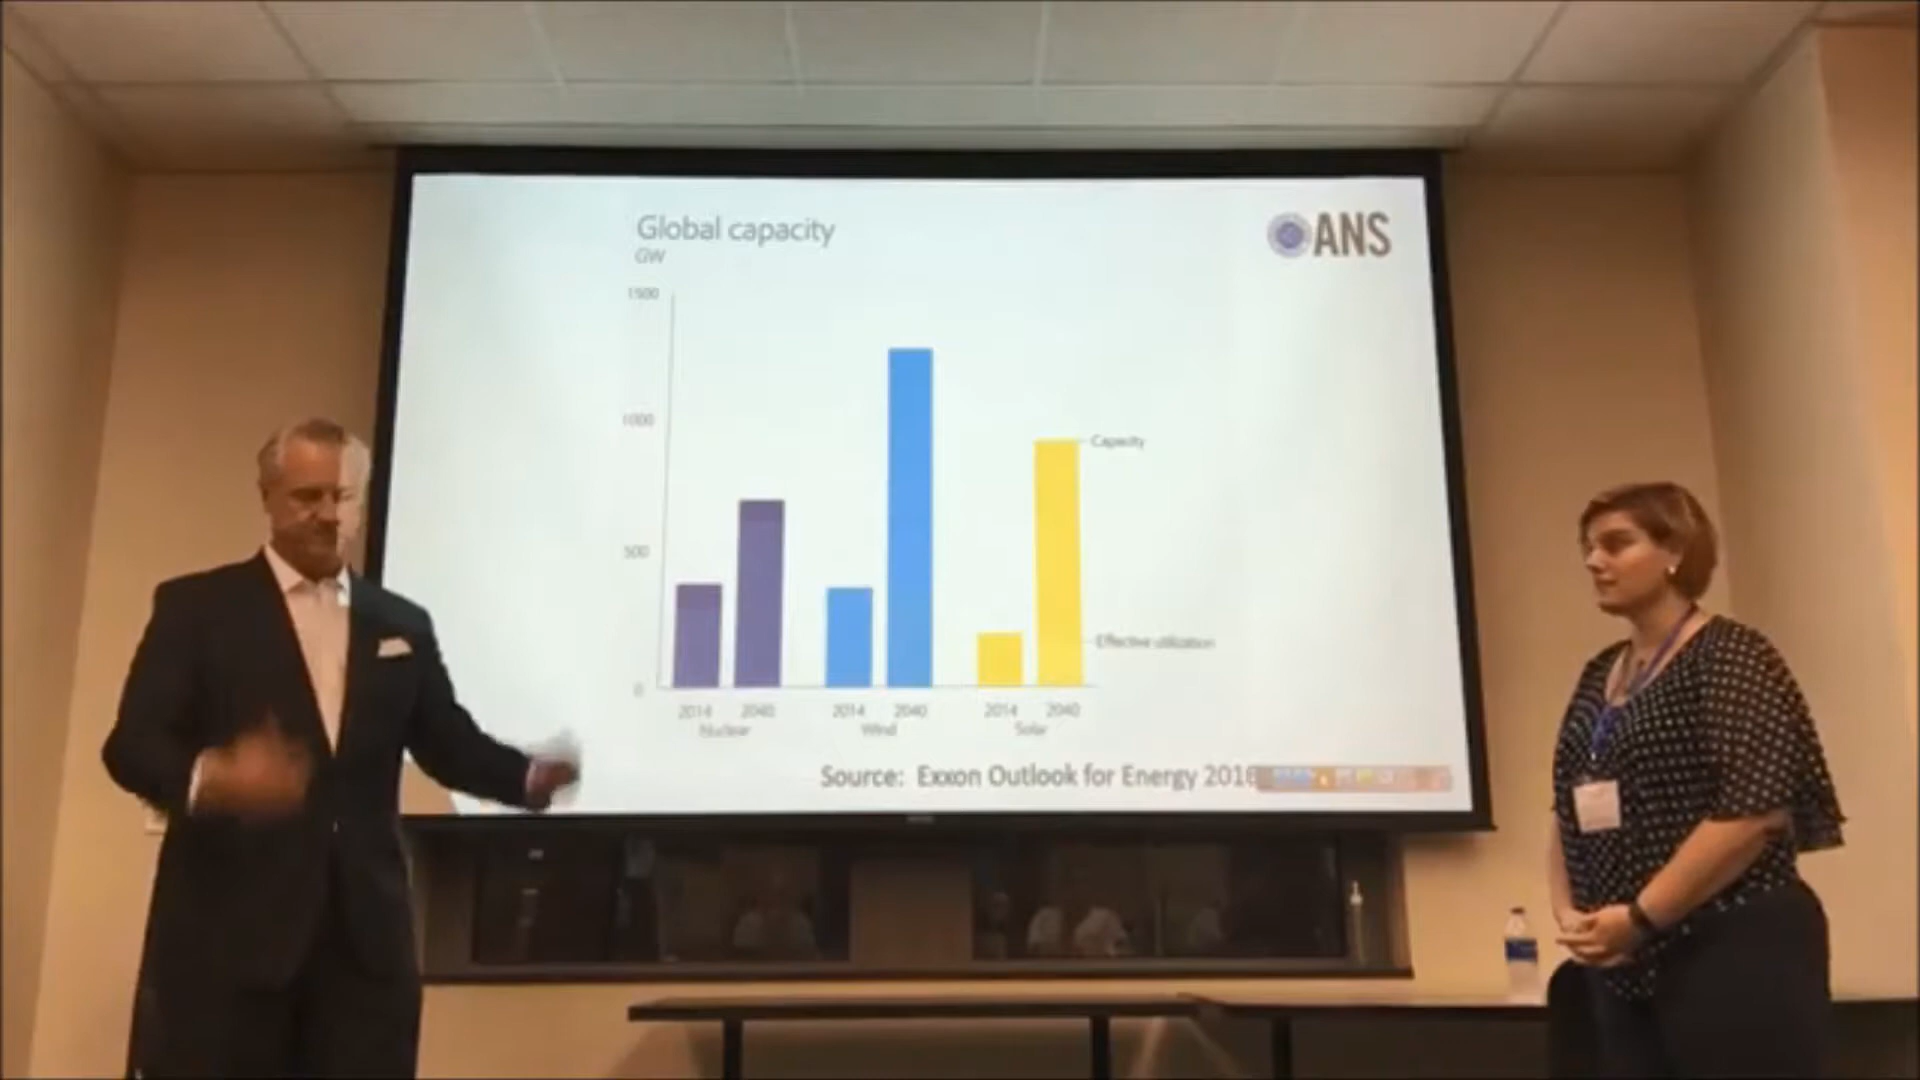 Global capacity
GW
ANS
1500
1000
500
0
Capacity
Effective utilization
2014 2040 2014 2040 2014 2040
Nuclear Wind Solar
Source: Exxon Outlook for Energy 2016